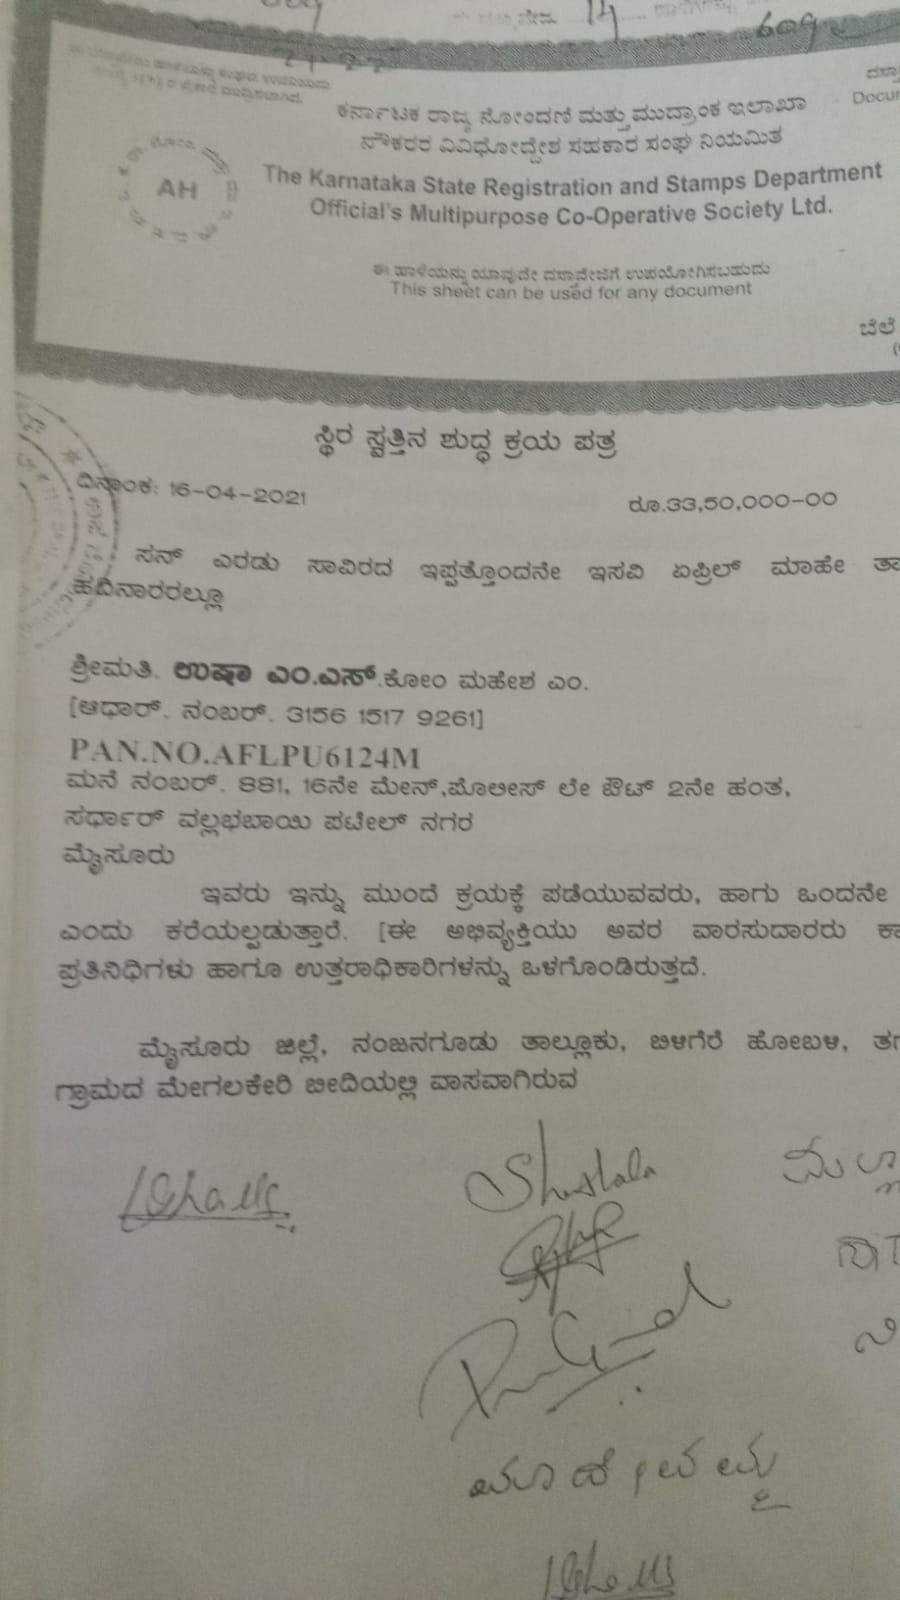 609
ಕರ್ನಾಟಕ ರಾಜ್ಯ ನೋಂದಣಿ ಮತ್ತು ಮುದ್ರಾಂಕ ಇಲಾಖಾ
ನೌಕರರ ವಿವಿಧೋದ್ದೇಶ ಸಹಕಾರ ಸಂಘ ನಿಯಮಿತ
AH
The Karnataka State Registration and Stamps Department
Official's Multipurpose Co-Operative Society Ltd.
ಈ ಹಾಳೆಯನ್ನು ಯಾವುದೇ ದಸ್ತಾವೇಜಿಗೆ ಉಪಯೋಗಿಸಬಹುದು
This sheet can be used for any document
ಬೆಲೆ
ಸ್ಥಿರ ಸ್ವತ್ತಿನ ಶುದ್ಧ ಕ್ರಯ ಪತ್ರ
ದಿನಾಂಕ: 16-04-2021 ರೂ.33,50,000-00
ಸನ್ ಎರಡು ಸಾವಿರದ ಇಪ್ಪತ್ತೊಂದನೇ ಇಸವಿ ಏಪ್ರಿಲ್ ಮಾಹೇ
ಹದಿನಾರರಲ್ಲೂ
ಶ್ರೀಮತಿ. ಉಷಾ ಎಂ.ಎಸ್.ಕೋಂ ಮಹೇಶ ಎಂ.
[ಆಧಾರ್. ನಂಬರ್. 3156 1517 9261]
PAN.NO.AFLPU6124M
ಮನೆ ನಂಬರ್. 881, 16ನೇ ಮೇನ್,ಪೊಲೀಸ್ ಲೇ ಔಟ್ 2ನೇ ಹಂತ,
ಸರ್ಧಾರ್ ವಲ್ಲಭಬಾಯಿ ಪಟೇಲ್ ನಗರ
ಮೈಸೂರು
ಇವರು ಇನ್ನು ಮುಂದೆ ಕ್ರಯಕ್ಕೆ ಪಡೆಯುವವರು, ಹಾಗು ಒಂದನೇ
ಎಂದು ಕರೆಯಲ್ಪಡುತ್ತಾರೆ. [ಈ ಅಭಿವ್ಯಕ್ತಿಯು ಅವರ ವಾರಸುದಾರರು
ಪ್ರತಿನಿಧಿಗಳು ಹಾಗೂ ಉತ್ತರಾಧಿಕಾರಿಗಳನ್ನು ಒಳಗೊಂಡಿರುತ್ತದೆ.
ಮೈಸೂರು ಜಿಲ್ಲೆ, ನಂಜನಗೂಡು ತಾಲ್ಲೂಕು, ಬಿಳಿಗೆರೆ ಹೋಬಳಿ,
ಗ್ರಾಮದ ಮೇಗಲಕೇರಿ ಬೀದಿಯಲ್ಲಿ ವಾಸವಾಗಿರುವ